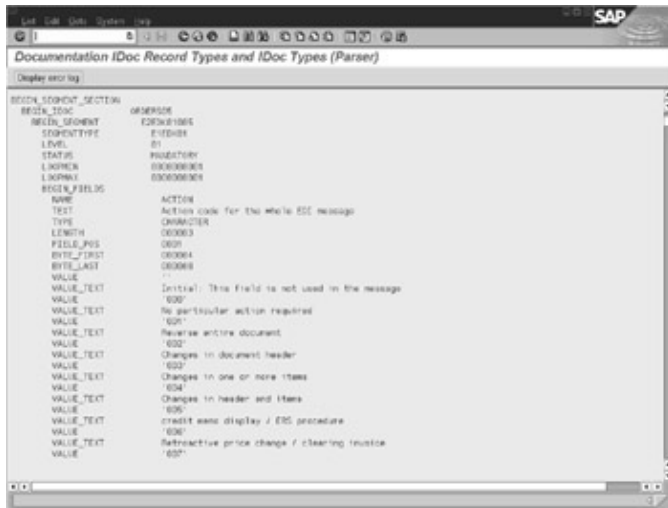 List Edit Goto System Help
SAP
Documentation IDoc Record Types and IDoc Types (Parser)
Display error log
BEGIN_SEGMENT_SECTION
BEGIN_IDOC ORDERS05
BEGIN_SEGMENT E2EDK01005
SEGMENTTYPE E1EDK01
LEVEL 01
STATUS MANDATORY
LOOPMIN 0000000001
LOOPMAX 0000000001
BEGIN_FIELDS
NAME ACTION
TEXT Action code for the whole EDI message
TYPE CHARACTER
LENGTH 000003
FIELD_POS 0001
BYTE_FIRST 000064
BYTE_LAST 000066
VALUE ''
VALUE_TEXT Initial: This field is not used in the message
VALUE '000'
VALUE_TEXT No particular action required
VALUE '001'
VALUE_TEXT Reverse entire document
VALUE '002'
VALUE_TEXT Changes in document header
VALUE '003'
VALUE_TEXT Changes in one or more items
VALUE '004'
VALUE_TEXT Changes in header and items
VALUE '005'
VALUE_TEXT credit memo display / ERS procedure
VALUE '006'
VALUE_TEXT Retroactive price change / clearing invoice
VALUE '007'